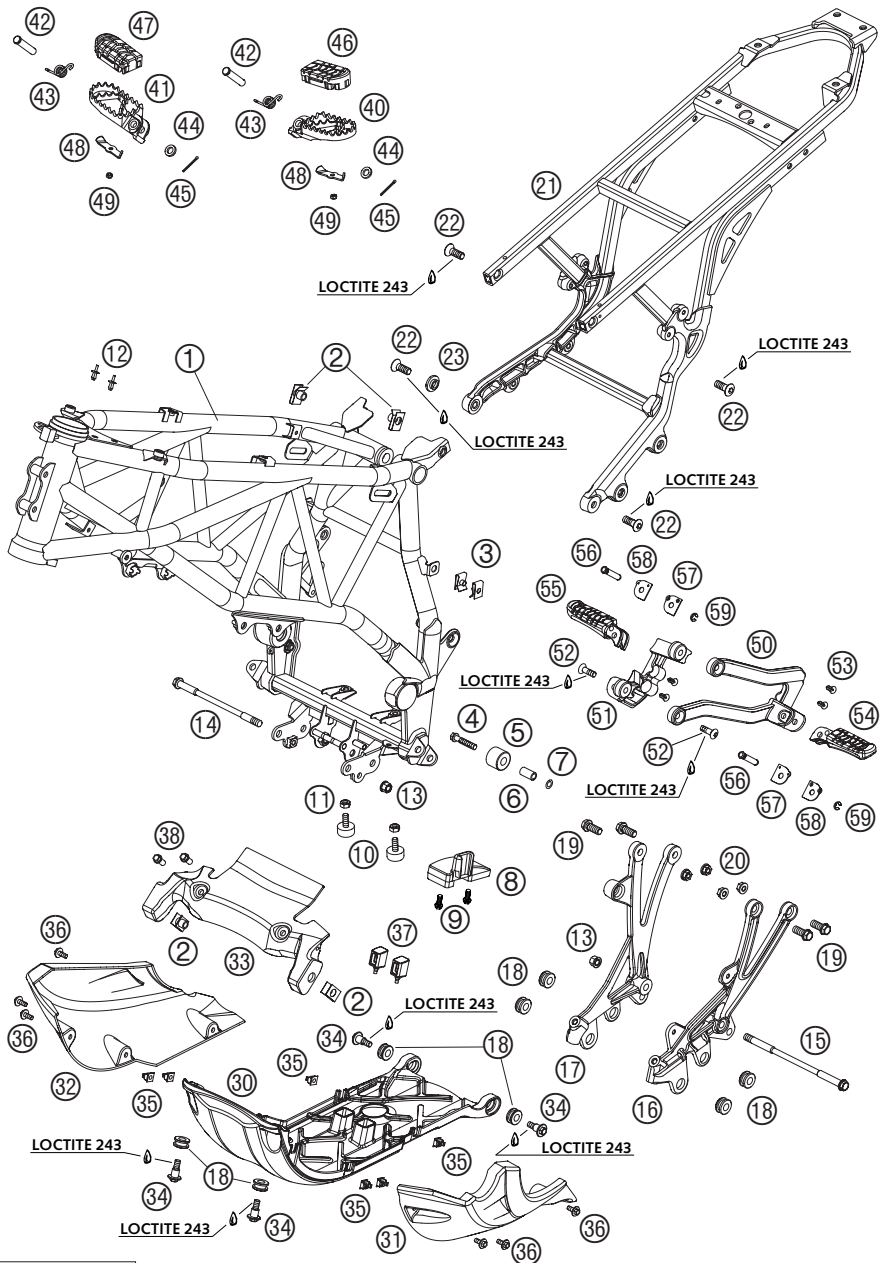 42 47 42 46
43 41 43 40
44 44
48 48
49 45 49 45
21
22
LOCTITE 243
12 1 2 22 23
LOCTITE 243
LOCTITE 243
22
LOCTITE 243
22
3
56 58 57 59
55 50
52 53
LOCTITE 243
51 54
14 4 5 7
6
52 56 57 58 59
LOCTITE 243
11 13
10
38 8
9
19 20
2 33 37
36
13 19
18
2
LOCTITE 243
36 34 18 15
32 35 30 35
17 16 18
34
LOCTITE 243
LOCTITE 243
18 35
34 35 36
34 31 36
LOCTITE 243